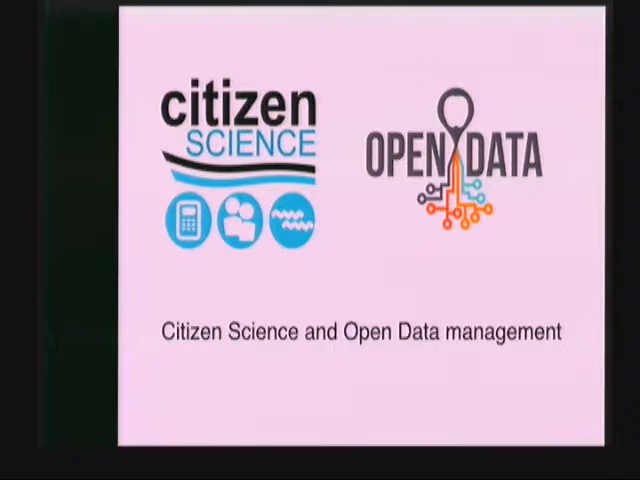 citizen
SCIENCE
OPEN DATA
Citizen Science and Open Data management